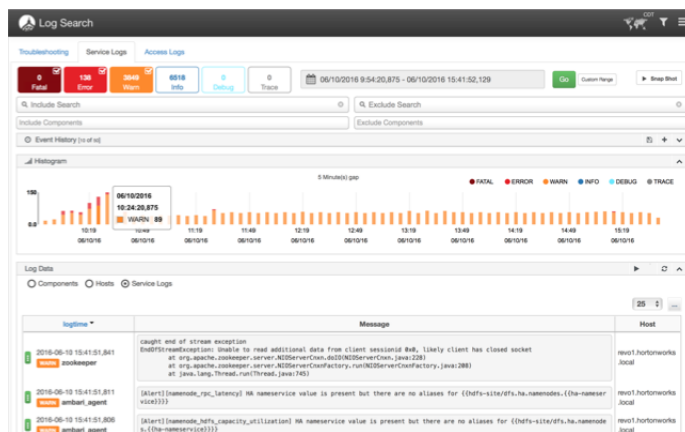 Log Search
CDT
Troubleshooting Service Logs Access Logs
0 Fatal
138 Error
3849 Warn
6518 Info
0 Debug
0 Trace
06/10/2016 9:54:20,875 - 06/10/2016 15:41:52,129
Go
Custom Range
Snap Shot
Include Search
Exclude Search
Include Components
Exclude Components
Event History [10 of 50]
Histogram
5 Minute(s) gap
FATAL ERROR WARN INFO DEBUG TRACE
150
0.0
06/10/2016
10:24:20,875
WARN 89
10:19 10:49 11:19 11:49 12:19 12:49 13:19 13:49 14:19 14:49 15:19
06/10/16 06/10/16 06/10/16 06/10/16 06/10/16 06/10/16 06/10/16 06/10/16 06/10/16 06/10/16 06/10/16
Log Data
Components Hosts Service Logs
25 ...
logtime Message Host
2016-06-10 15:41:51,841
WARN zookeeper
caught end of stream exception
EndOfStreamException: Unable to read additional data from client sessionid 0x0, likely client has closed socket
at org.apache.zookeeper.server.NIOServerCnxn.doIO(NIOServerCnxn.java:228)
at org.apache.zookeeper.server.NIOServerCnxnFactory.run(NIOServerCnxnFactory.java:208)
at java.lang.Thread.run(Thread.java:745)
revo1.hortonworks
.local
2016-06-10 15:41:51,811
WARN ambari_agent
[Alert][namenode_rpc_latency] HA nameservice value is present but there are no aliases for {{hdfs-site/dfs.ha.namenodes.{{ha-nameser
vice}}}}
revo1.hortonworks
.local
2016-06-10 15:41:51,806
WARN ambari_agent
[Alert][namenode_hdfs_capacity_utilization] HA nameservice value is present but there are no aliases for {{hdfs-site/dfs.ha.namenode
s.{{ha-nameservice}}}}
revo1.hortonworks
.local